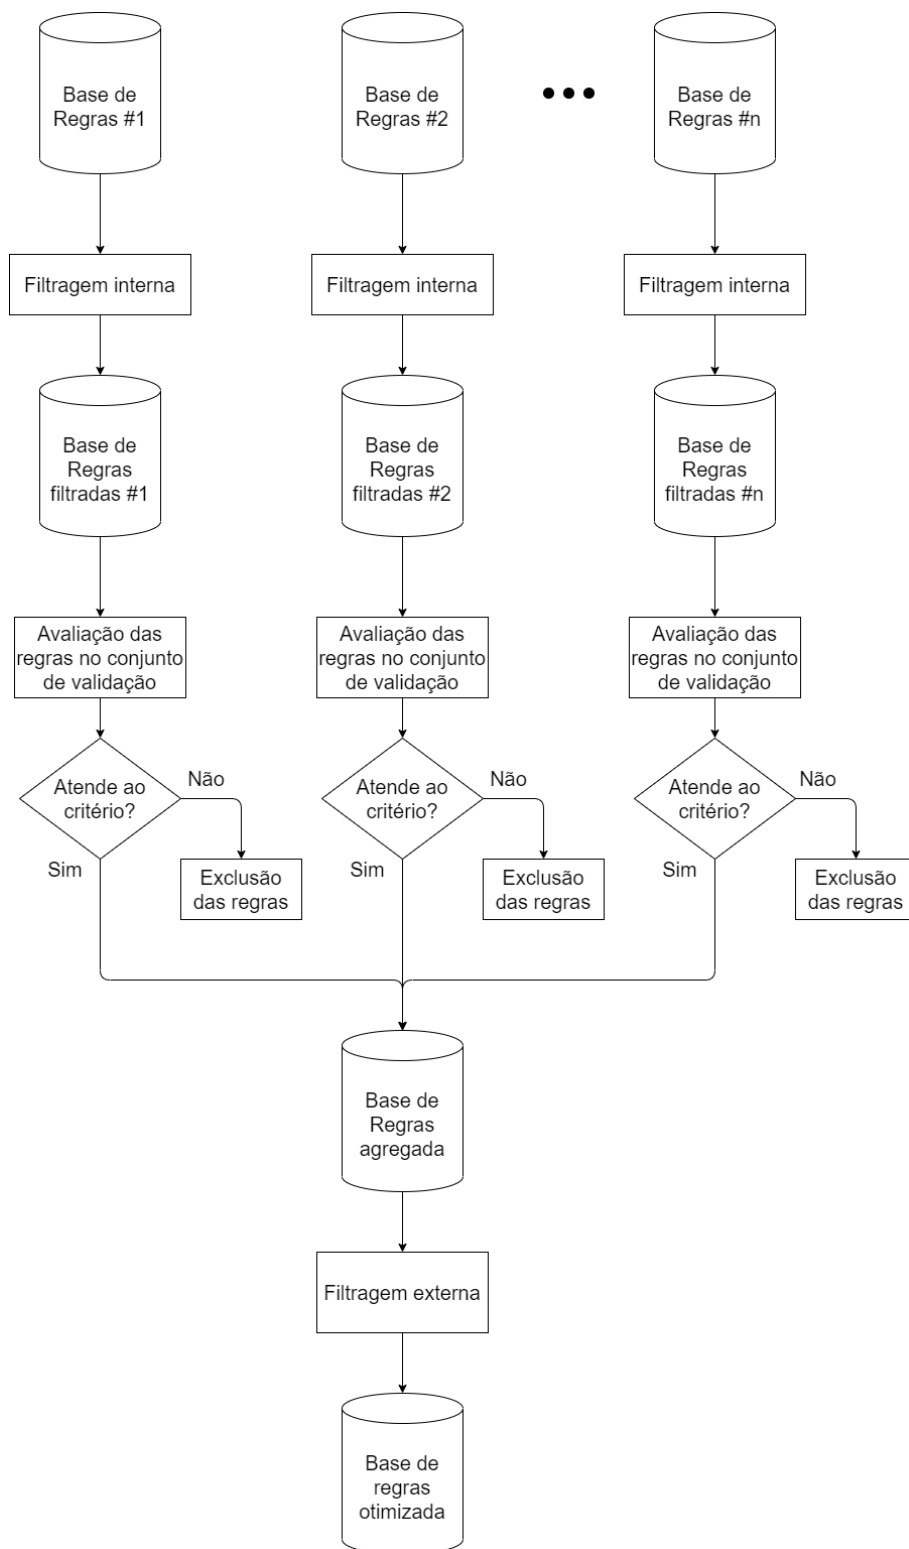 Base de
Regras #1
Base de
Regras #2
Base de
Regras #n
Filtragem interna
Filtragem interna
Filtragem interna
Base de
Regras
filtradas #1
Base de
Regras
filtradas #2
Base de
Regras
filtradas #n
Avaliação das
regras no conjunto
de validação
Avaliação das
regras no conjunto
de validação
Avaliação das
regras no conjunto
de validação
Atende ao
critério?
Não
Sim
Exclusão
das regras
Atende ao
critério?
Não
Sim
Exclusão
das regras
Atende ao
critério?
Não
Sim
Exclusão
das regras
Base de
Regras
agregada
Filtragem externa
Base de
regras
otimizada